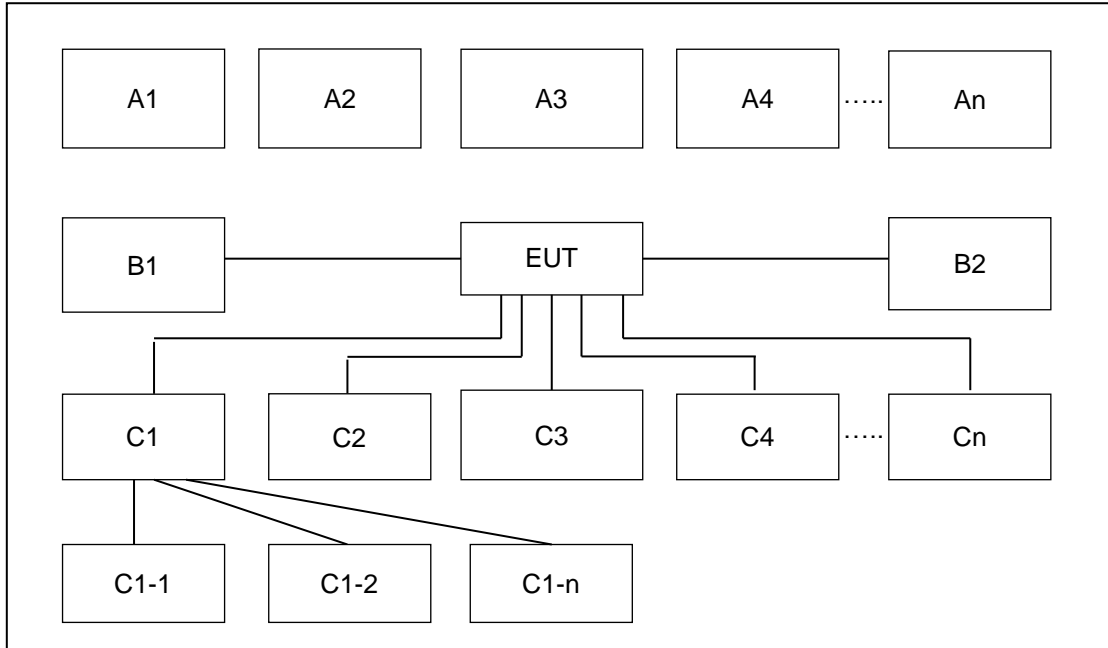 A1 A2 A3 A4 ..... An
B1 EUT B2
C1 C2 C3 C4 ..... Cn
C1-1 C1-2 C1-n